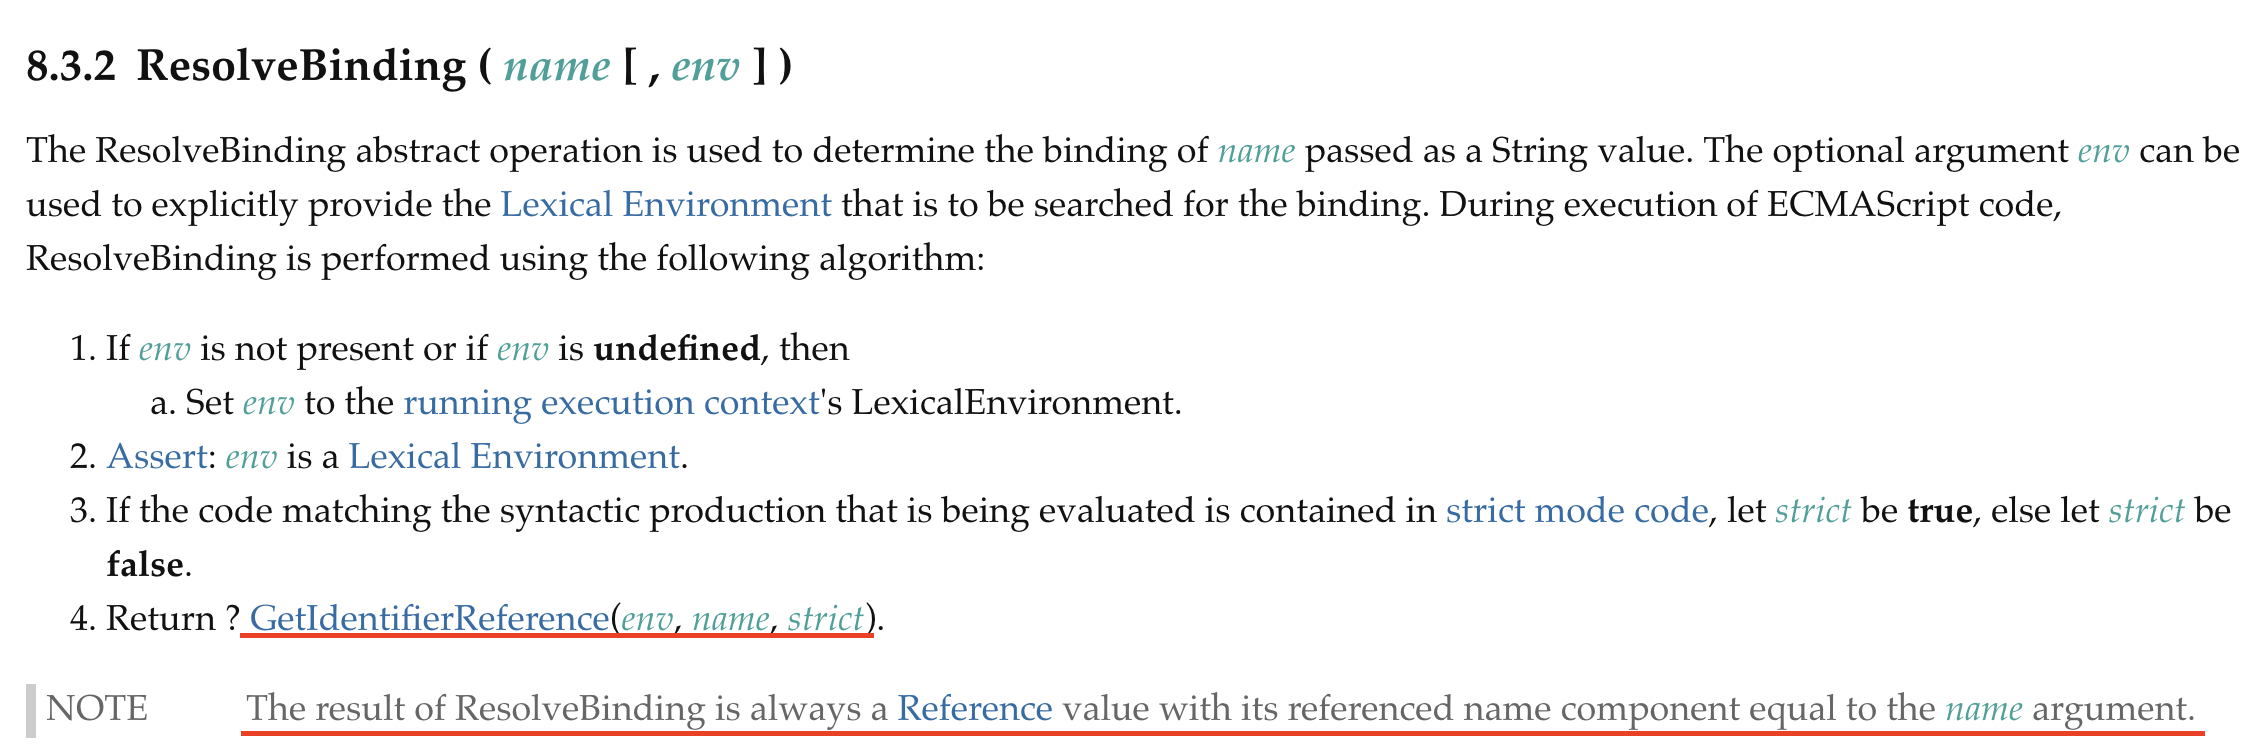 8.3.2 ResolveBinding ( name [ , env ] )
The ResolveBinding abstract operation is used to determine the binding of name passed as a String value. The optional argument env can be
used to explicitly provide the Lexical Environment that is to be searched for the binding. During execution of ECMAScript code,
ResolveBinding is performed using the following algorithm:
1. If env is not present or if env is undefined, then
a. Set env to the running execution context's LexicalEnvironment.
2. Assert: env is a Lexical Environment.
3. If the code matching the syntactic production that is being evaluated is contained in strict mode code, let strict be true, else let strict be
false.
4. Return ? GetIdentifierReference(env, name, strict).
NOTE The result of ResolveBinding is always a Reference value with its referenced name component equal to the name argument.